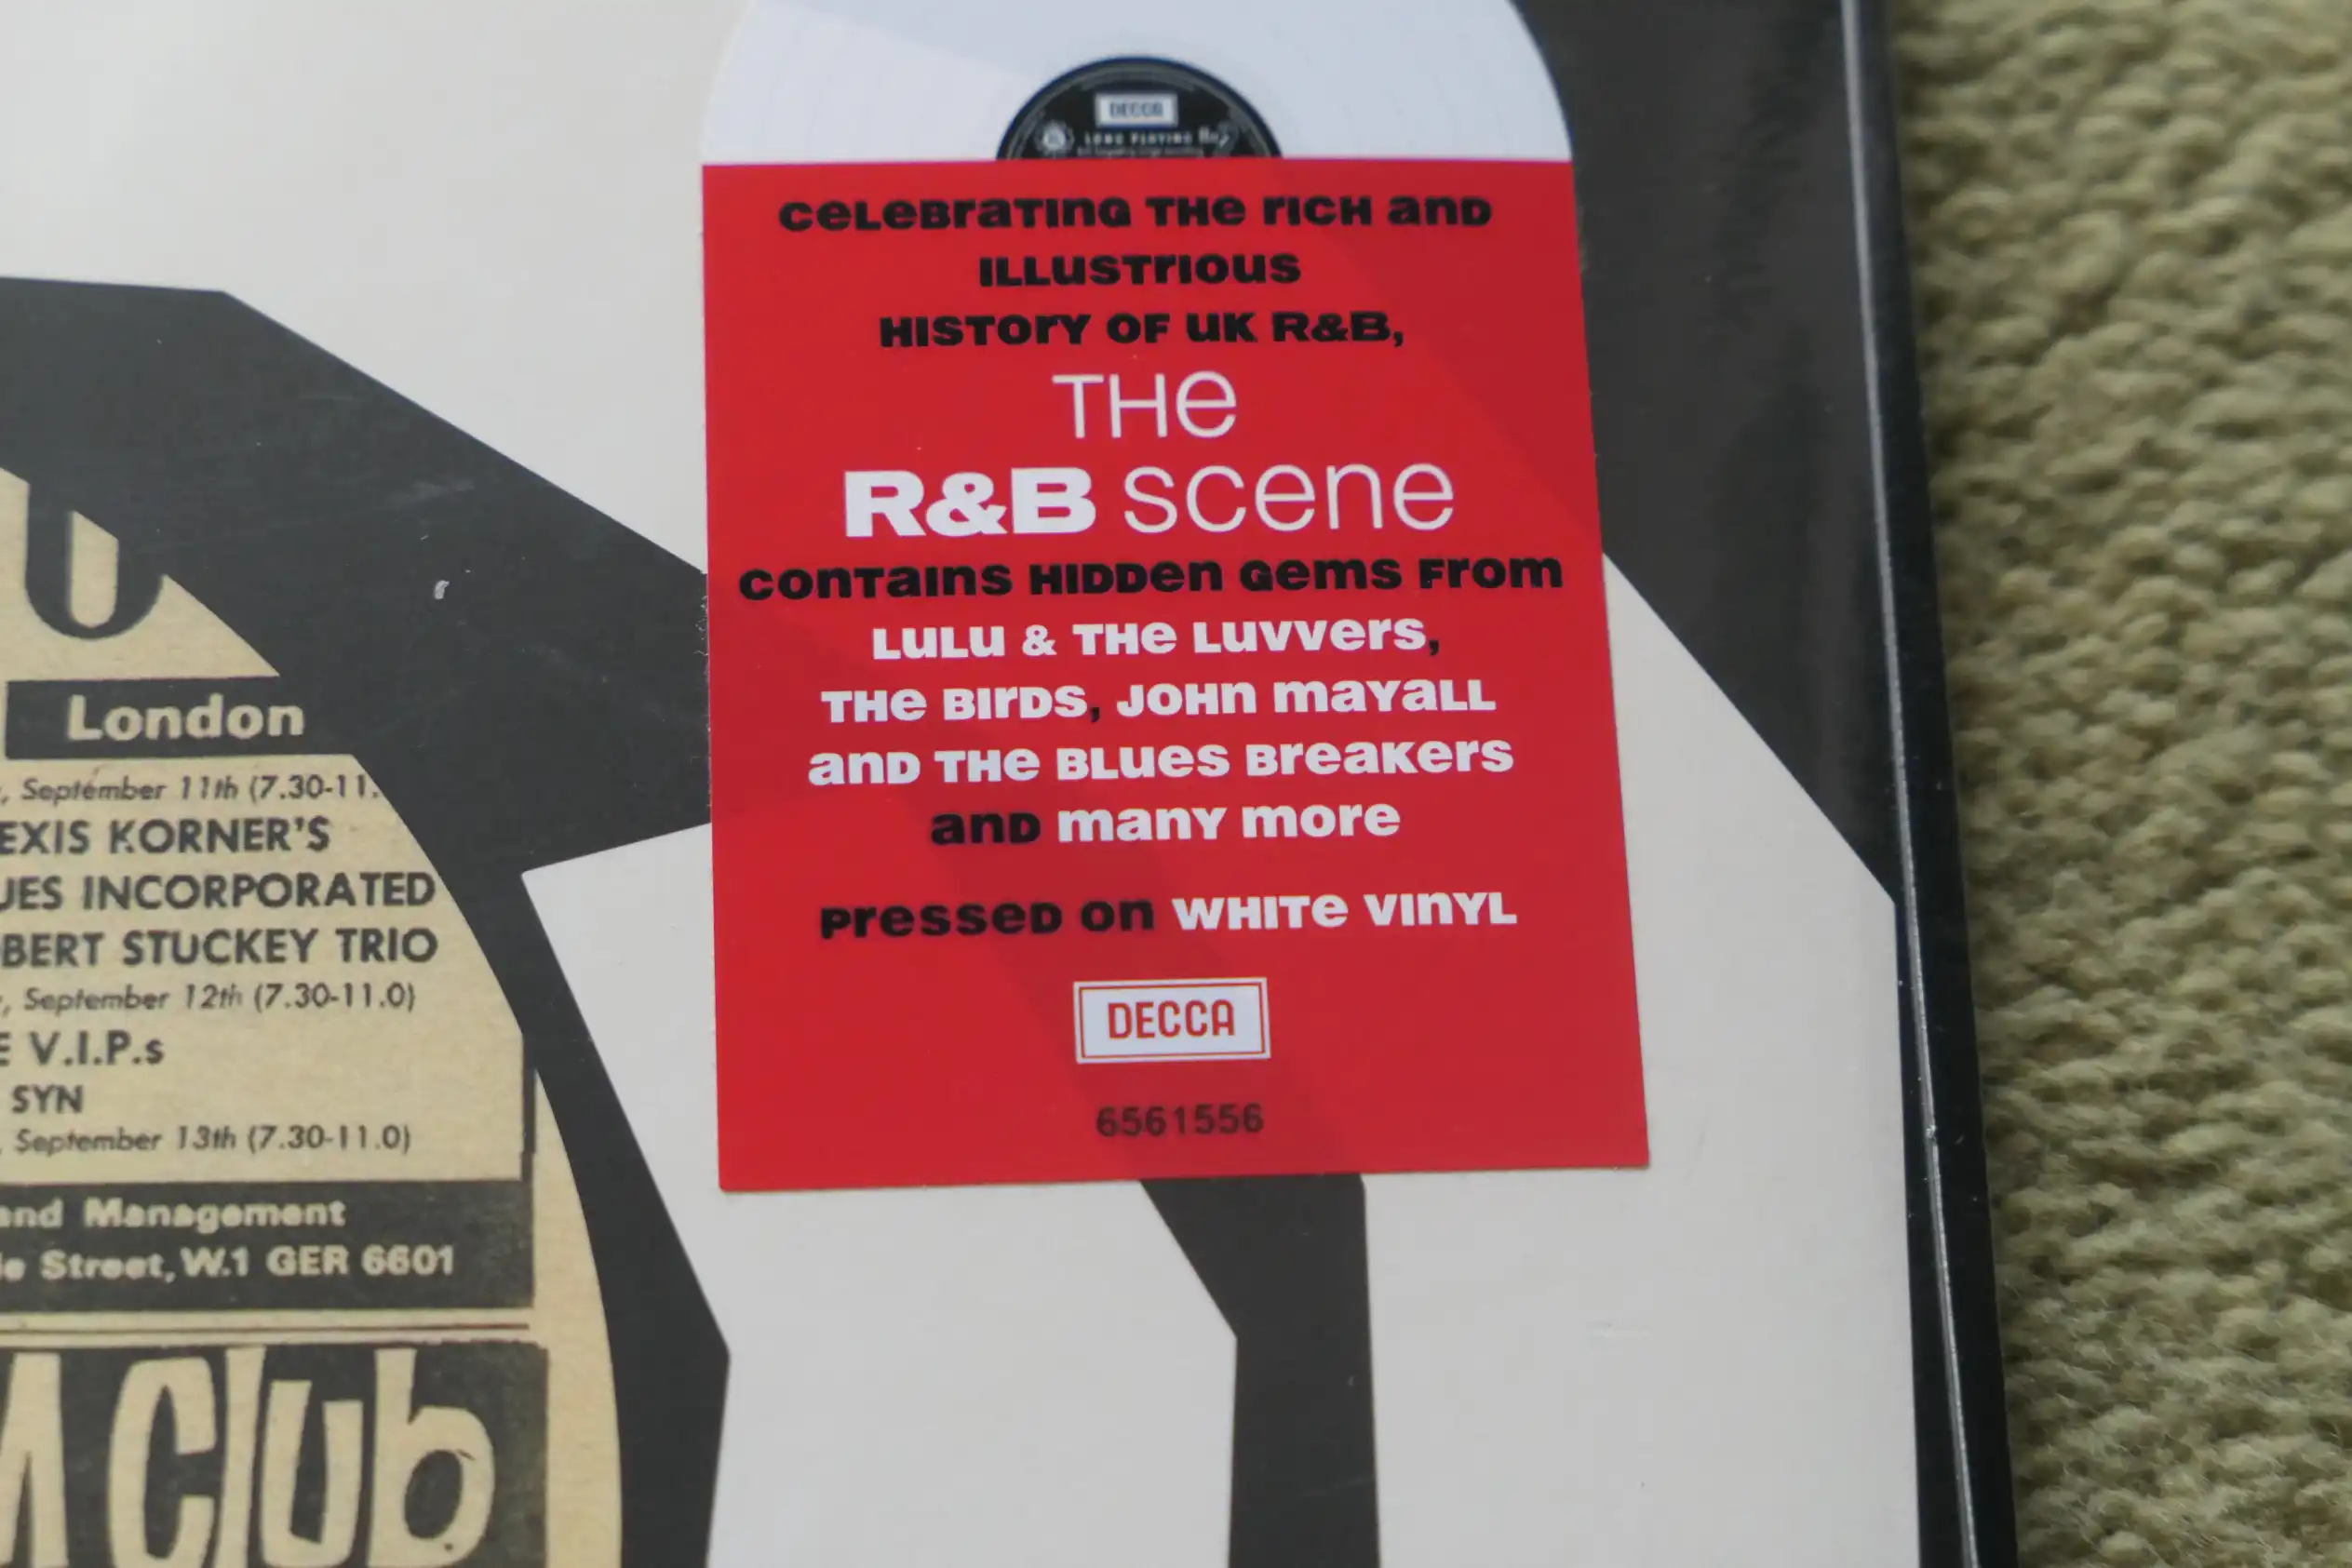 DECCA
LONG PLAYING
CELEBRATING THE RICH AND
ILLUSTRIOUS
HISTORY OF UK R&B,
THE
R&B SCENE
CONTAINS HIDDEN GEMS FROM
LULU & THE LUVVERS,
THE BIRDS, JOHN MAYALL
AND THE BLUES BREAKERS
AND MANY MORE
PRESSED ON WHITE VINYL
DECCA
6561556
London
, September 11th (7.30-11.
EXIS KORNER'S
UES INCORPORATED
BERT STUCKEY TRIO
, September 12th (7.30-11.0)
E V.I.P.s
SYN
, September 13th (7.30-11.0)
and Management
Street, W.1 GER 6601
Club